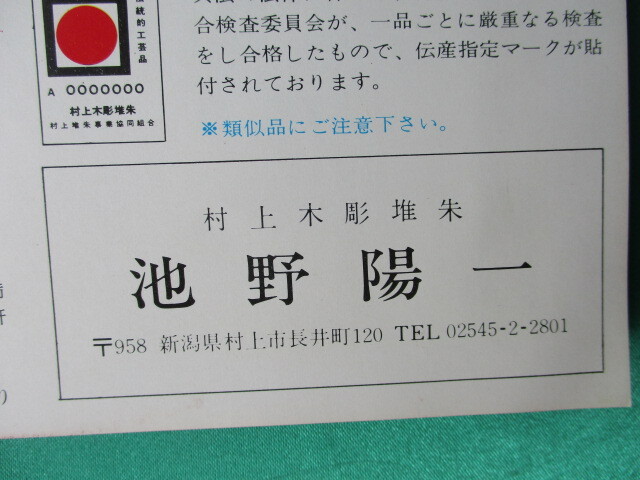 合検査委員会が、一品ごとに厳重なる検査
をし合格したもので、伝産指定マークが貼
付されております。
※類似品にご注意下さい。
統的工芸品
A 0000000
村上木彫堆朱
村上堆朱事業協同組合
村上木彫堆朱
池野陽一
〒958 新潟県村上市長井町120 TEL 02545-2-2801